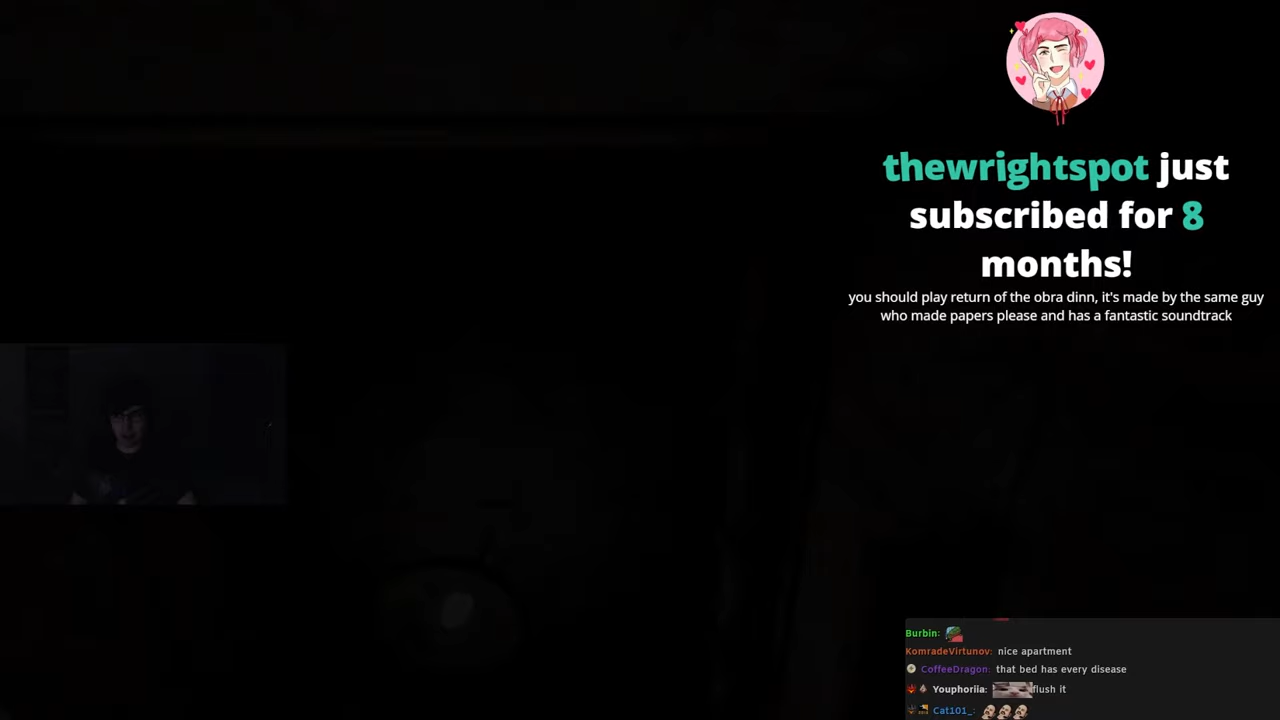 thewrightspot just
subscribed for 8
months!
you should play return of the obra dinn, it's made by the same guy
who made papers please and has a fantastic soundtrack
Burbin:
KomradeVirtunov: nice apartment
CoffeeDragon: that bed has every disease
Youphoriia: flush it
Cat101_: